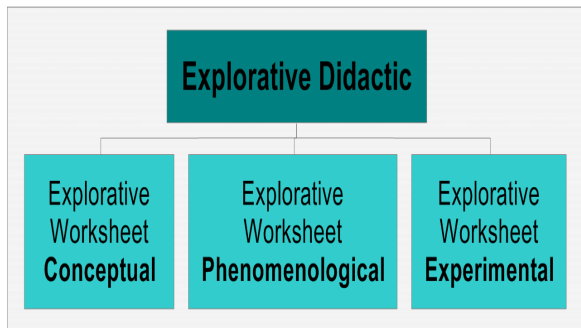 Explorative Didactic
Explorative
Worksheet
Conceptual
Explorative
Worksheet
Phenomenological
Explorative
Worksheet
Experimental